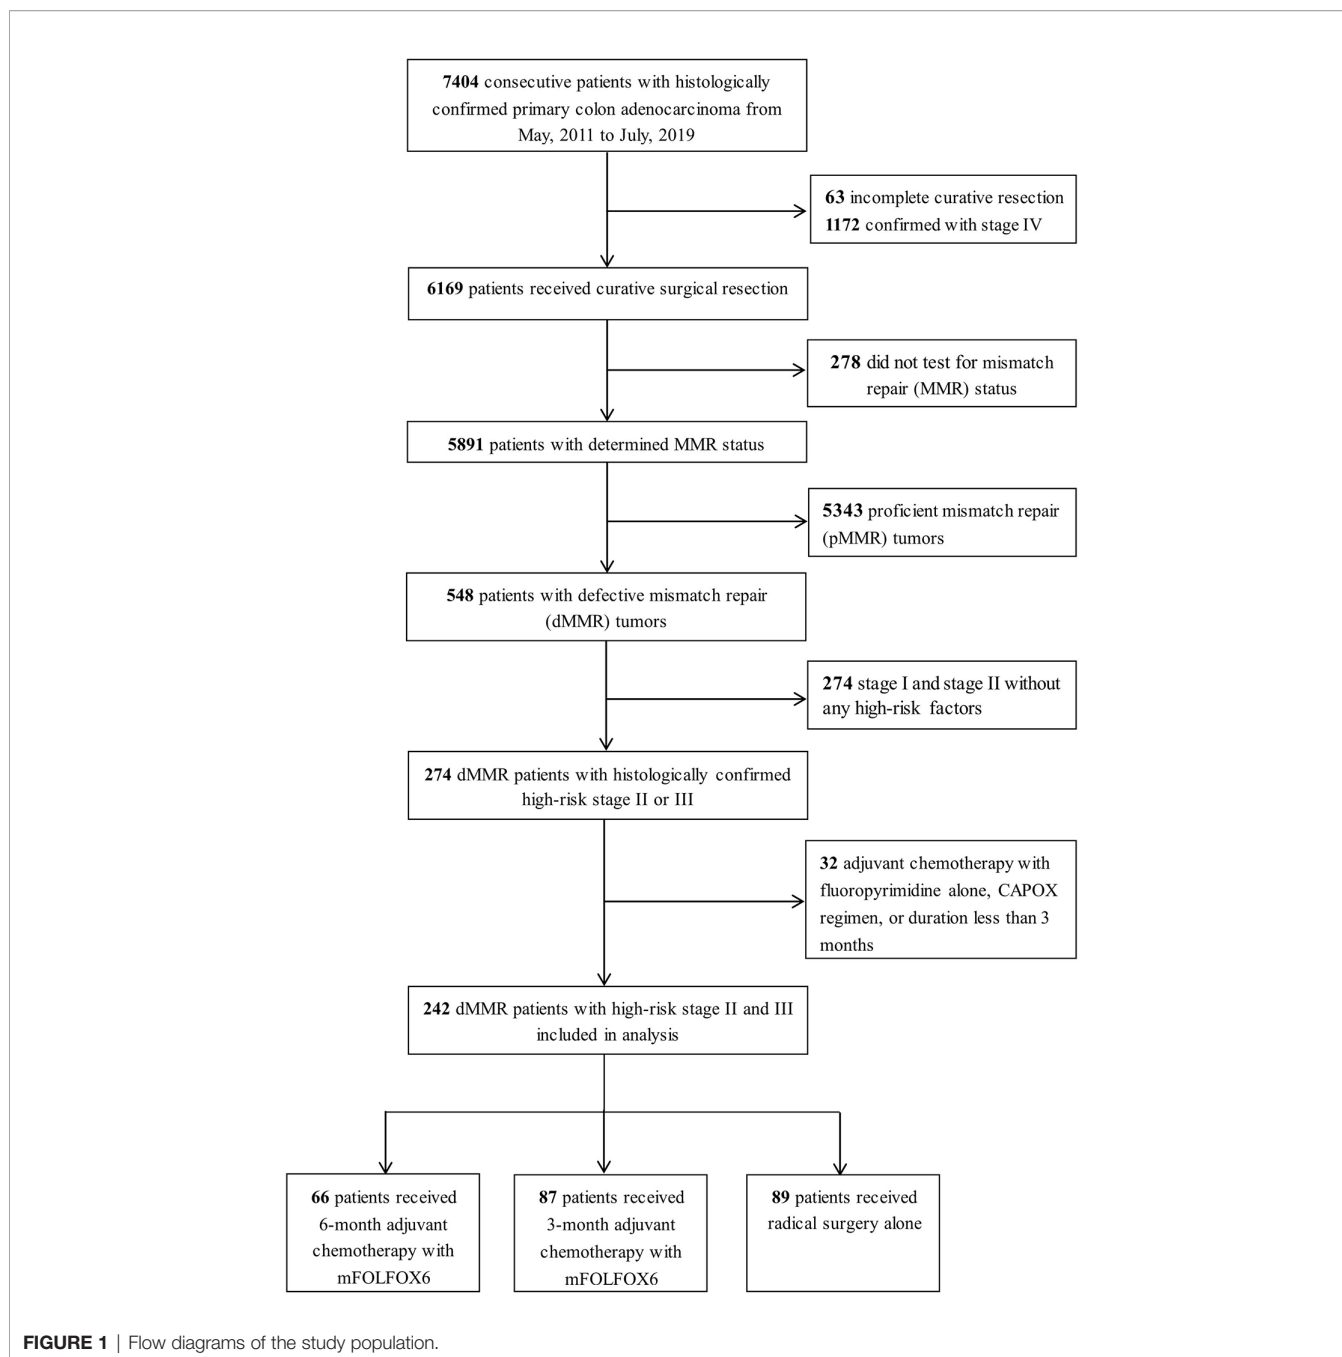 7404 consecutive patients with histologically
confirmed primary colon adenocarcinoma from
May, 2011 to July, 2019
63 incomplete curative resection
1172 confirmed with stage IV
6169 patients received curative surgical resection
278 did not test for mismatch
repair (MMR) status
5891 patients with determined MMR status
5343 proficient mismatch repair
(pMMR) tumors
548 patients with defective mismatch repair
(dMMR) tumors
274 stage I and stage II without
any high-risk factors
274 dMMR patients with histologically confirmed
high-risk stage II or III
32 adjuvant chemotherapy with
fluoropyrimidine alone, CAPOX
regimen, or duration less than 3
months
242 dMMR patients with high-risk stage II and III
included in analysis
66 patients received
6-month adjuvant
chemotherapy with
mFOLFOX6
87 patients received
3-month adjuvant
chemotherapy with
mFOLFOX6
89 patients received
radical surgery alone
FIGURE 1 | Flow diagrams of the study population.